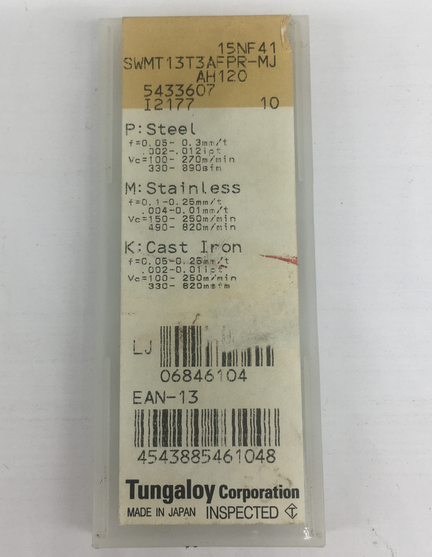 15NF41
SWMT13T3AFPR-MJ
AH120
5433607
I2177 10
P:Steel
f=0.05- 0.3mm/t
.002-.012ipt
Vc=100- 270m/min
330- 890sfm
M:Stainless
f=0.1-0.25mm/t
.004-0.01mm/t
Vc=150- 250m/min
490- 820m/min
K:Cast Iron
f=0.05-0.25mm/t
.002-0.01ipt
Vc=100- 250m/min
330- 820msfm
LJ
06846104
EAN-13
4543885461048
Tungaloy Corporation
MADE IN JAPAN INSPECTED